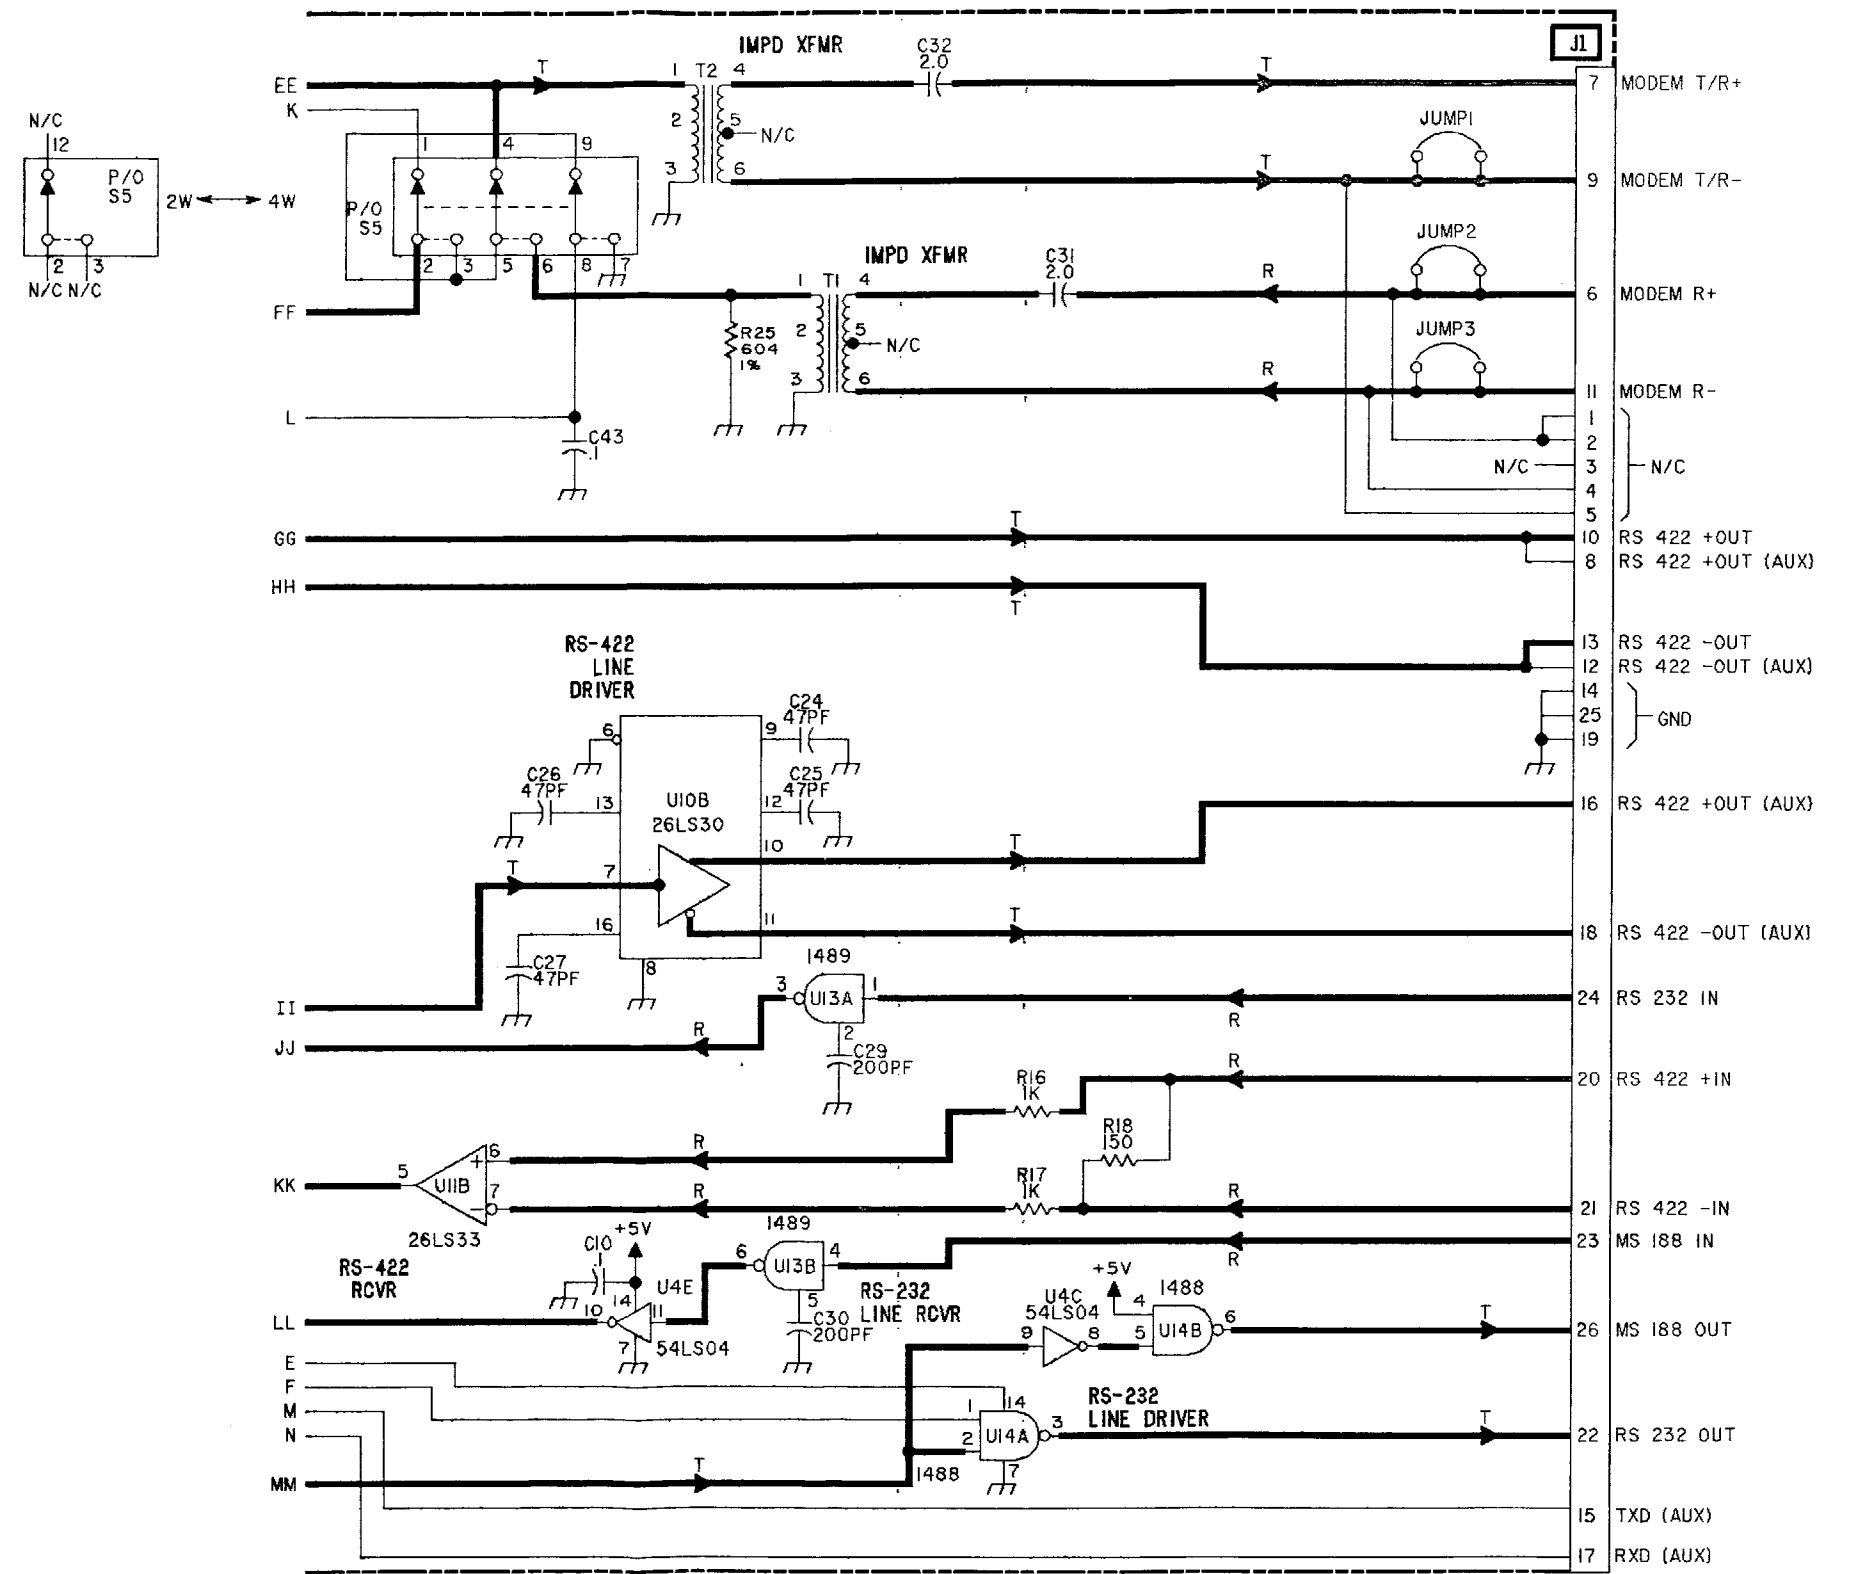 IMPD XFMR
C32
2.0
J1
EE
T
1
T2
4
T
7
MODEM T/R+
K
2
5
N/C
JUMP1
N/C
12
1
4
9
3
6
T
9
MODEM T/R-
P/O
S5
2W
4W
P/O
S5
2
3
N/C N/C
2
3
5
6
8
7
IMPD XFMR
C31
2.0
JUMP2
1
T1
4
R
6
MODEM R+
FF
R25
604
1%
2
5
N/C
JUMP3
3
6
R
11
MODEM R-
L
C43
.1
1
2
N/C
3
N/C
4
5
GG
T
10
RS 422 +OUT
8
RS 422 +OUT (AUX)
HH
T
RS-422
LINE
DRIVER
13
RS 422 -OUT
12
RS 422 -OUT (AUX)
14
25
GND
19
6
9
C24
47PF
C26
47PF
13
U10B
26LS30
12
C25
47PF
16
RS 422 +OUT (AUX)
T
7
10
T
16
11
T
18
RS 422 -OUT (AUX)
C27
47PF
8
1489
3
U13A
1
24
RS 232 IN
R
II
2
C29
200PF
JJ
R
R
20
RS 422 +IN
R16
1K
R18
150
R
6
+
KK
5
U11B
7
-
R
R17
1K
R
21
RS 422 -IN
26LS33
+5V
1489
23
MS 188 IN
R
RS-422
RCVR
C10
.1
6
U13B
4
RS-232
LINE RCVR
5
C30
200PF
LL
10
14
U4E
11
7
54LS04
+5V
U4C
54LS04
9
8
1488
4
5
U14B
6
T
26
MS 188 OUT
E
F
M
N
1
14
2
U14A
3
7
1488
RS-232
LINE DRIVER
T
22
RS 232 OUT
MM
T
15
TXD (AUX)
17
RXD (AUX)